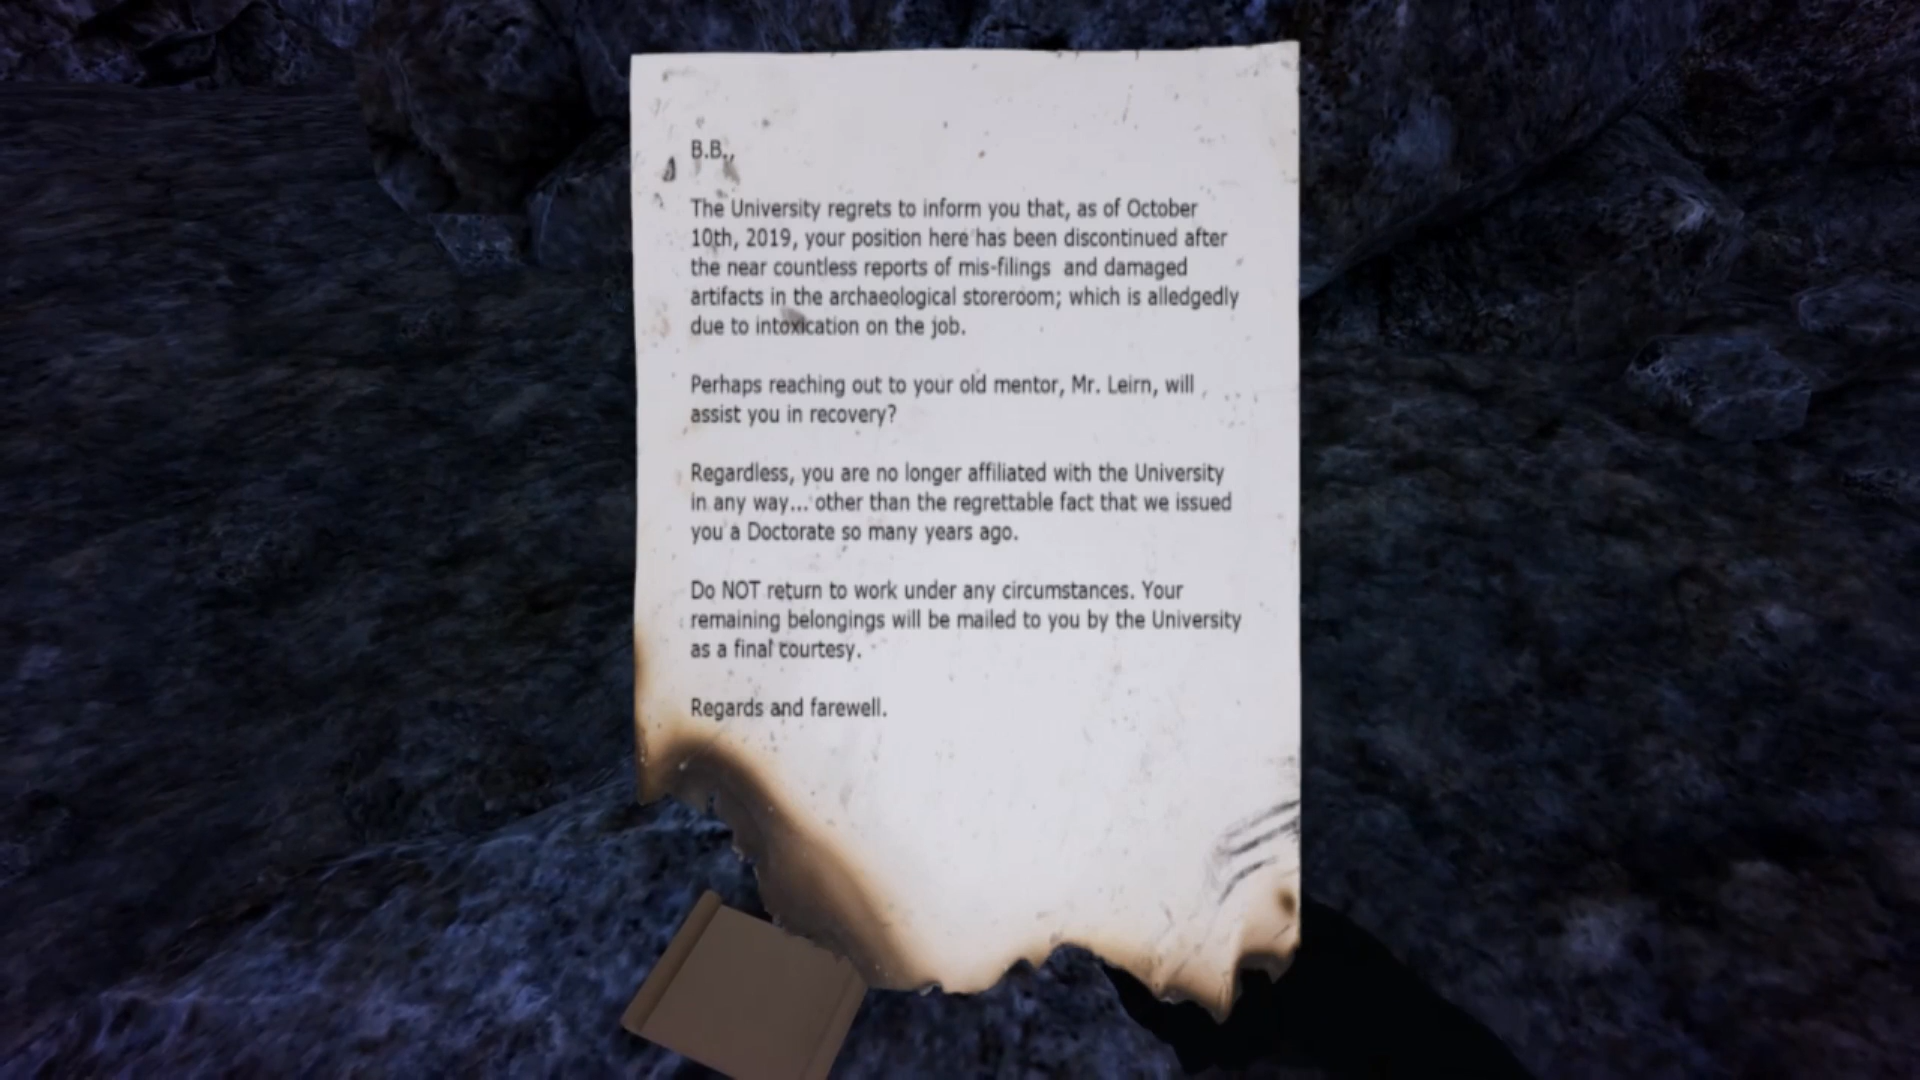 B.B.,
The University regrets to inform you that, as of October
10th, 2019, your position here has been discontinued after
the near countless reports of mis-filings  and damaged
artifacts in the archaeological storeroom; which is alledgedly
due to intoxication on the job.
Perhaps reaching out to your old mentor, Mr. Leirn, will
assist you in recovery?
Regardless, you are no longer affiliated with the University
in any way... other than the regrettable fact that we issued
you a Doctorate so many years ago.
Do NOT return to work under any circumstances. Your
remaining belongings will be mailed to you by the University
as a final courtesy.
Regards and farewell.